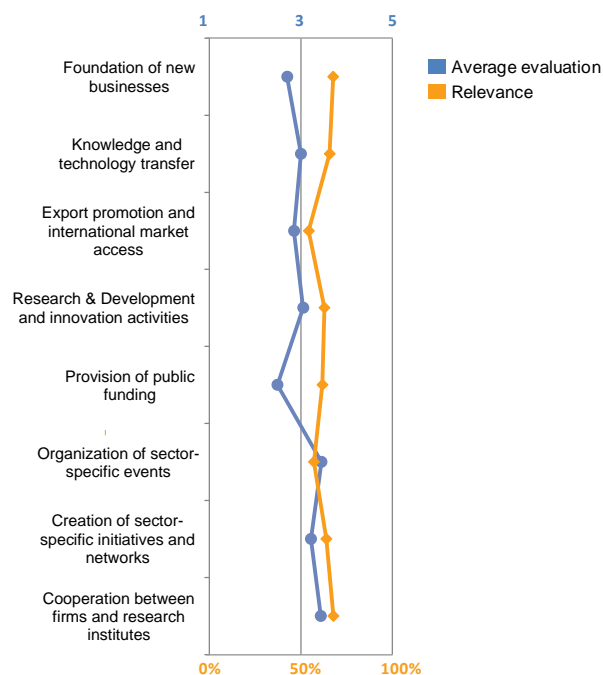 1 3 5
Foundation of new
businesses
Average evaluation
Relevance
Knowledge and
technology transfer
Export promotion and
international market
access
Research & Development
and innovation activities
Provision of public
funding
Organization of sector-
specific events
Creation of sector-
specific initiatives and
networks
Cooperation between
firms and research
institutes
0% 50% 100%